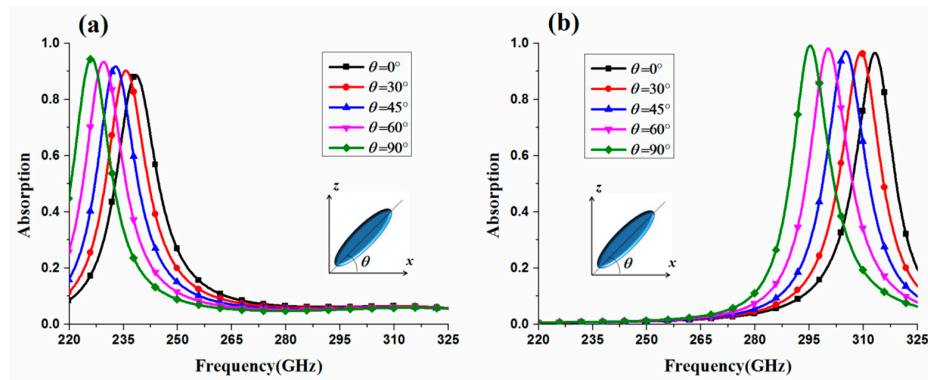 (a)
1.0
0.8
0.6
0.4
0.2
0.0
Absorption
θ=0°
θ=30°
θ=45°
θ=60°
θ=90°
z
θ
x
220 235 250 265 280 295 310 325
Frequency(GHz)
(b)
1.0
0.8
0.6
0.4
0.2
0.0
Absorption
θ=0°
θ=30°
θ=45°
θ=60°
θ=90°
z
θ
x
220 235 250 265 280 295 310 325
Frequency(GHz)